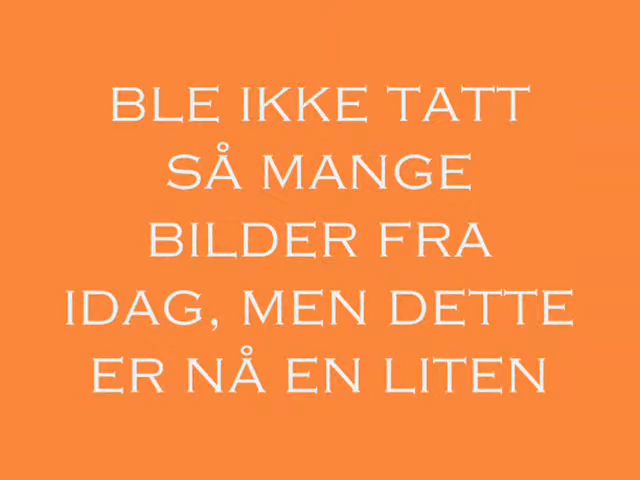 BLE IKKE TATT
SÅ MANGE
BILDER FRA
IDAG, MEN DETTE
ER NÅ EN LITEN